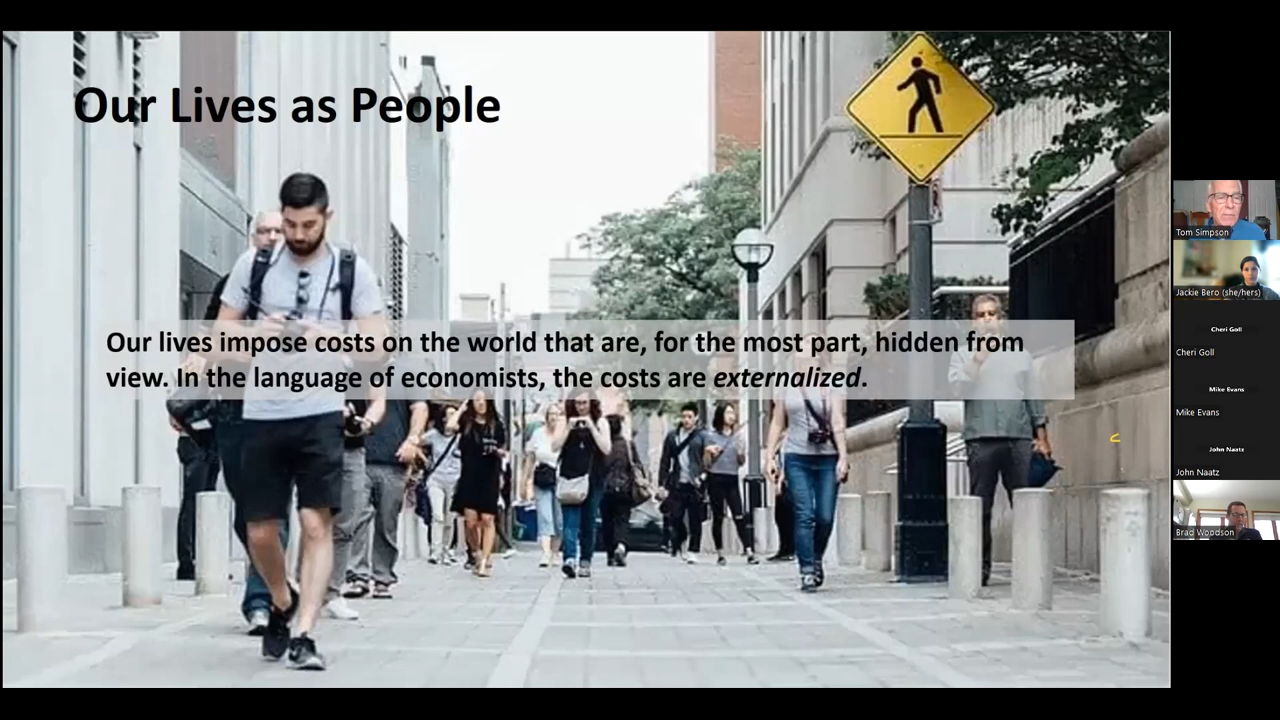 Our Lives as People
Our lives impose costs on the world that are, for the most part, hidden from
view. In the language of economists, the costs are externalized.
Tom Simpson
Jackie Bero (she/hers)
Cheri Goll
Cheri Goll
Mike Evans
Mike Evans
John Naatz
John Naatz
Brad Woodson